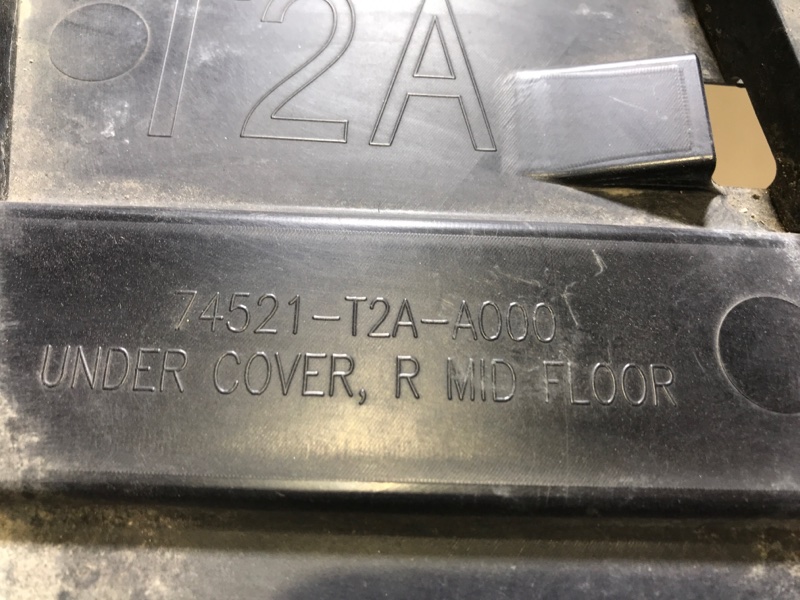 T2A
74521-T2A-A000
UNDER COVER, R MID FLOOR